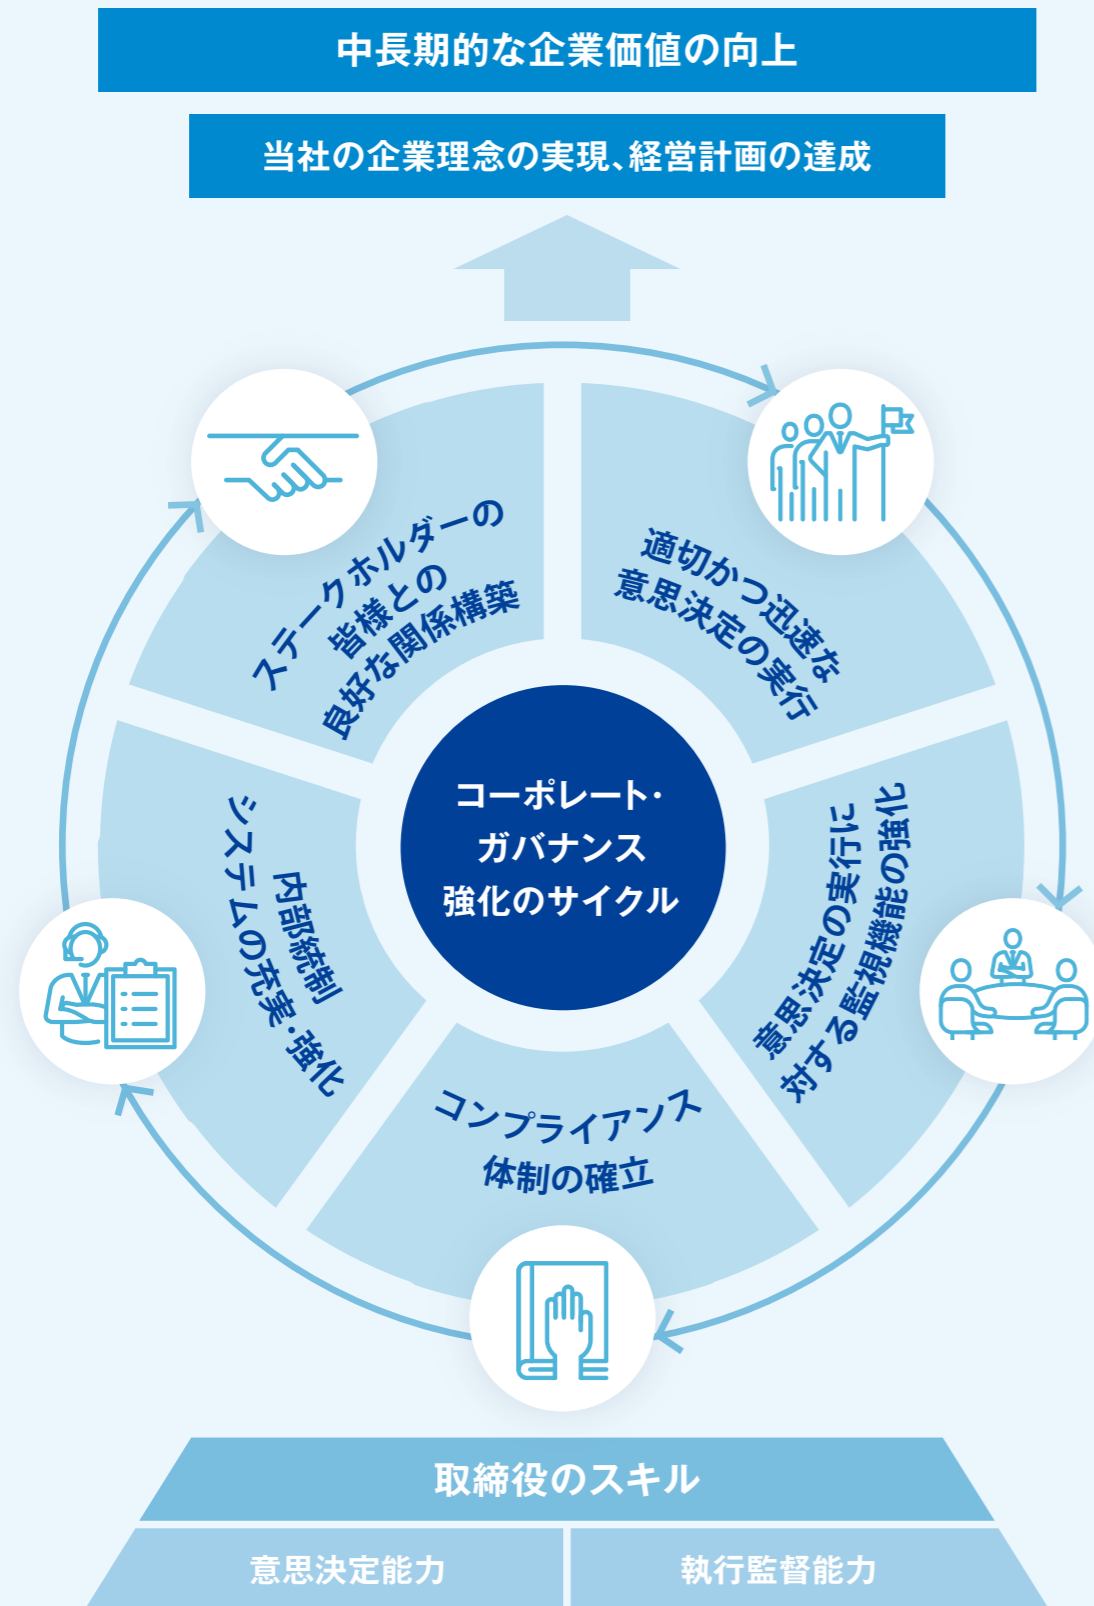 中長期的な企業価値の向上
当社の企業理念の実現、経営計画の達成
ステークホルダーの
皆様との
良好な関係構築
適切かつ迅速な
意思決定の実行
コーポレート・
ガバナンス
強化のサイクル
意思決定の実行に
対する監視機能の強化
内部統制
システムの充実・強化
コンプライアンス
体制の確立
取締役のスキル
意思決定能力
執行監督能力